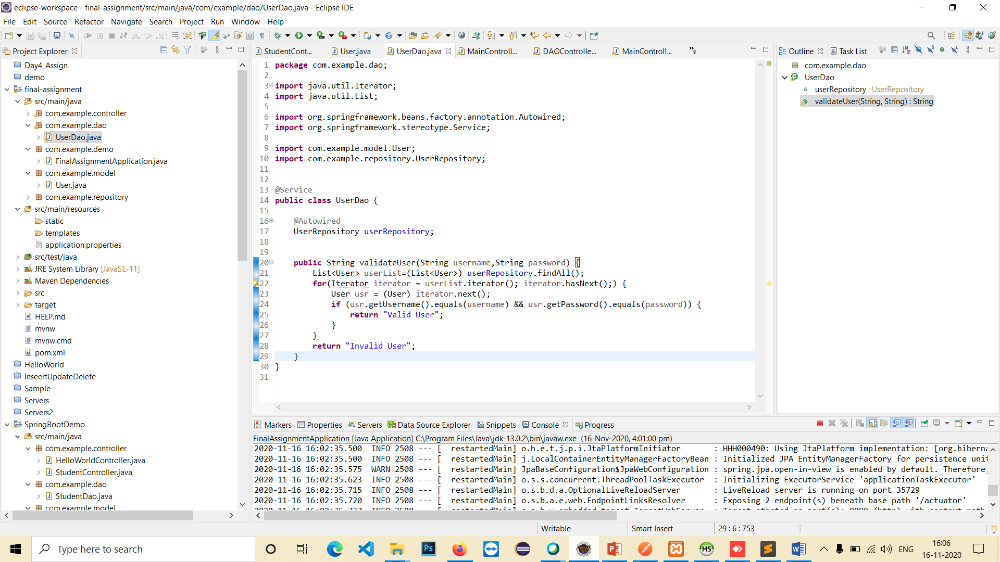 eclipse-workspace - final-assignment/src/main/java/com/example/dao/UserDao.java - Eclipse IDE
File Edit Source Refactor Navigate Search Project Run Window Help
Project Explorer
Day4_Assign
demo
final-assignment
src/main/java
com.example.controller
com.example.dao
UserDao.java
com.example.demo
FinalAssignmentApplication.java
com.example.model
User.java
com.example.repository
src/main/resources
static
templates
application.properties
src/test/java
JRE System Library [JavaSE-11]
Maven Dependencies
src
target
HELP.md
mvnw
mvnw.cmd
pom.xml
HelloWorld
InseertUpdateDelete
Sample
Servers
Servers2
SpringBootDemo
src/main/java
com.example.controller
HelloWorldController.java
StudentController.java
com.example.dao
StudentDao.java
com.example.model
StudentCont... User.java UserDao.java MainControll... DAOControlle... MainControll... »9
1 package com.example.dao;
2
3 import java.util.Iterator;
4 import java.util.List;
5
6 import org.springframework.beans.factory.annotation.Autowired;
7 import org.springframework.stereotype.Service;
8
9 import com.example.model.User;
10 import com.example.repository.UserRepository;
11
12
13 @Service
14 public class UserDao {
15
16 @Autowired
17 UserRepository userRepository;
18
19
20 public String validateUser(String username,String password) {
21 List<User> userList=(List<User>) userRepository.findAll();
22 for(Iterator iterator = userList.iterator(); iterator.hasNext();) {
23 User usr = (User) iterator.next();
24 if (usr.getUsername().equals(username) && usr.getPassword().equals(password)) {
25 return "Valid User";
26 }
27 }
28 return "Invalid User";
29 }
30 }
31
Outline Task List
com.example.dao
UserDao
userRepository : UserRepository
validateUser(String, String) : String
Markers Properties Servers Data Source Explorer Snippets Console Progress
FinalAssignmentApplication [Java Application] C:\Program Files\Java\jdk-13.0.2\bin\javaw.exe (16-Nov-2020, 4:01:00 pm)
2020-11-16 16:02:35.500 INFO 2508 --- [ restartedMain] o.h.e.t.j.p.i.JtaPlatformInitiator : HHH000490: Using JtaPlatform implementation: [org.hiberna
2020-11-16 16:02:35.500 INFO 2508 --- [ restartedMain] j.LocalContainerEntityManagerFactoryBean : Initialized JPA EntityManagerFactory for persistence unit
2020-11-16 16:02:35.575 WARN 2508 --- [ restartedMain] JpaBaseConfiguration$JpaWebConfiguration : spring.jpa.open-in-view is enabled by default. Therefore,
2020-11-16 16:02:35.623 INFO 2508 --- [ restartedMain] o.s.s.concurrent.ThreadPoolTaskExecutor : Initializing ExecutorService 'applicationTaskExecutor'
2020-11-16 16:02:35.715 INFO 2508 --- [ restartedMain] o.s.b.d.a.OptionalLiveReloadServer : LiveReload server is running on port 35729
2020-11-16 16:02:35.720 INFO 2508 --- [ restartedMain] o.s.b.a.e.web.EndpointLinksResolver : Exposing 2 endpoint(s) beneath base path '/actuator'
Writable Smart Insert 29 : 6 : 753
Type here to search
ENG
16:06
16-11-2020